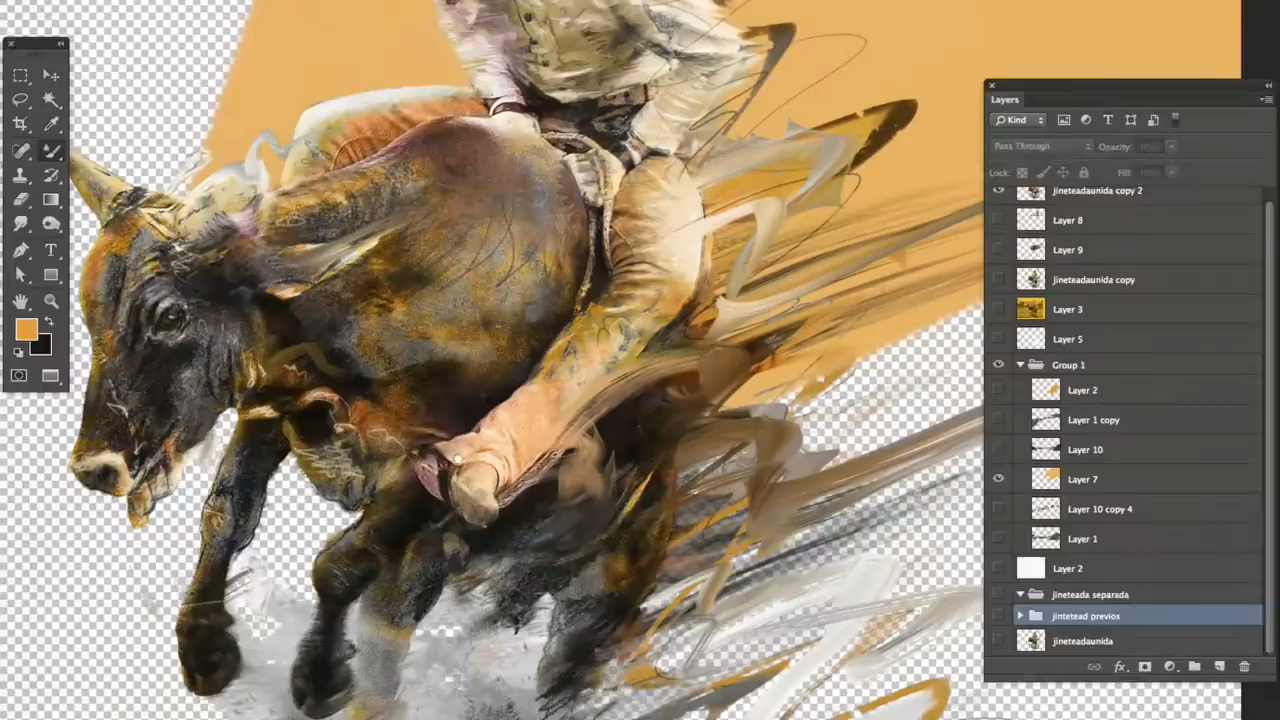 Layers
Kind
Pass Through
Opacity:
Lock:
Fill:
jineteadaunida copy 2
Layer 8
Layer 9
jineteadaunida copy
Layer 3
Layer 5
Group 1
Layer 2
Layer 1 copy
Layer 10
Layer 7
Layer 10 copy 4
Layer 1
Layer 2
jineteada separada
jintetead previos
jineteadaunida